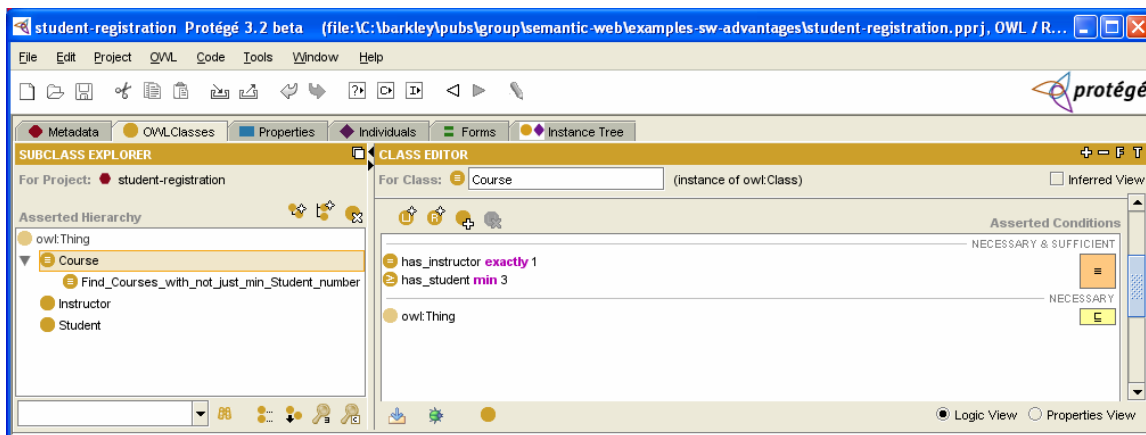 student-registration Protégé 3.2 beta (file:\C:\barkley\pubs\group\semantic-web\examples-sw-advantages\student-registration.pprj, OWL / R...
File Edit Project OWL Code Tools Window Help
protégé
Metadata OWLClasses Properties Individuals Forms Instance Tree
SUBCLASS EXPLORER
For Project: student-registration
Asserted Hierarchy
owl:Thing
Course
Find_Courses_with_not_just_min_Student_number
Instructor
Student
CLASS EDITOR
For Class: Course (instance of owl:Class) Inferred View
Asserted Conditions
NECESSARY & SUFFICIENT
has_instructor exactly 1
has_student min 3
NECESSARY
owl:Thing
Logic View Properties View